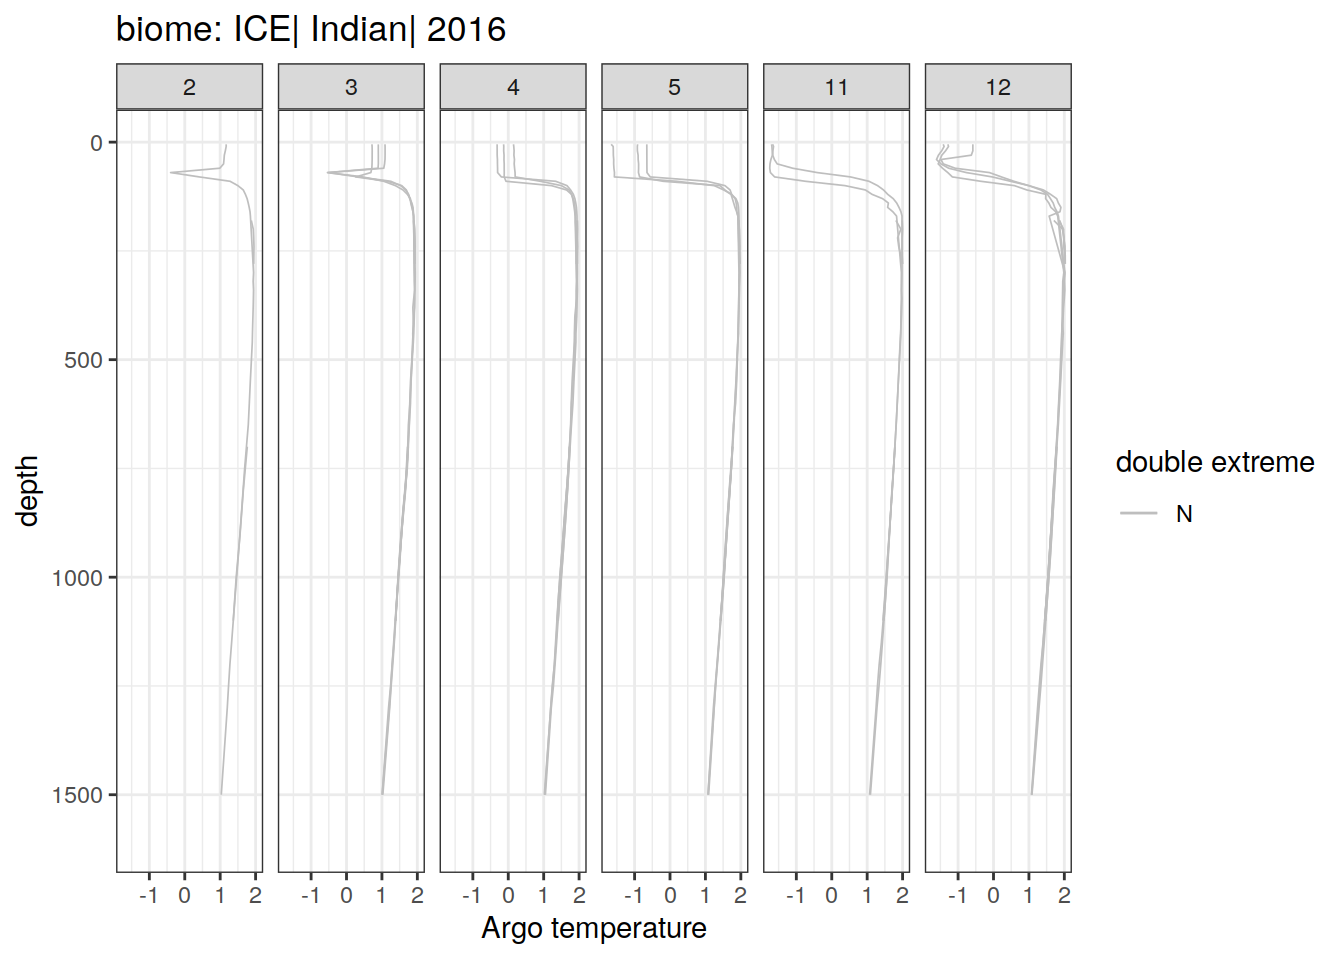 biome: ICE| Indian| 2016
2 3 4 5 11 12
0
500
1000
1500
depth
-1 0 1 2 -1 0 1 2 -1 0 1 2 -1 0 1 2 -1 0 1 2 -1 0 1 2
Argo temperature
double extreme
N